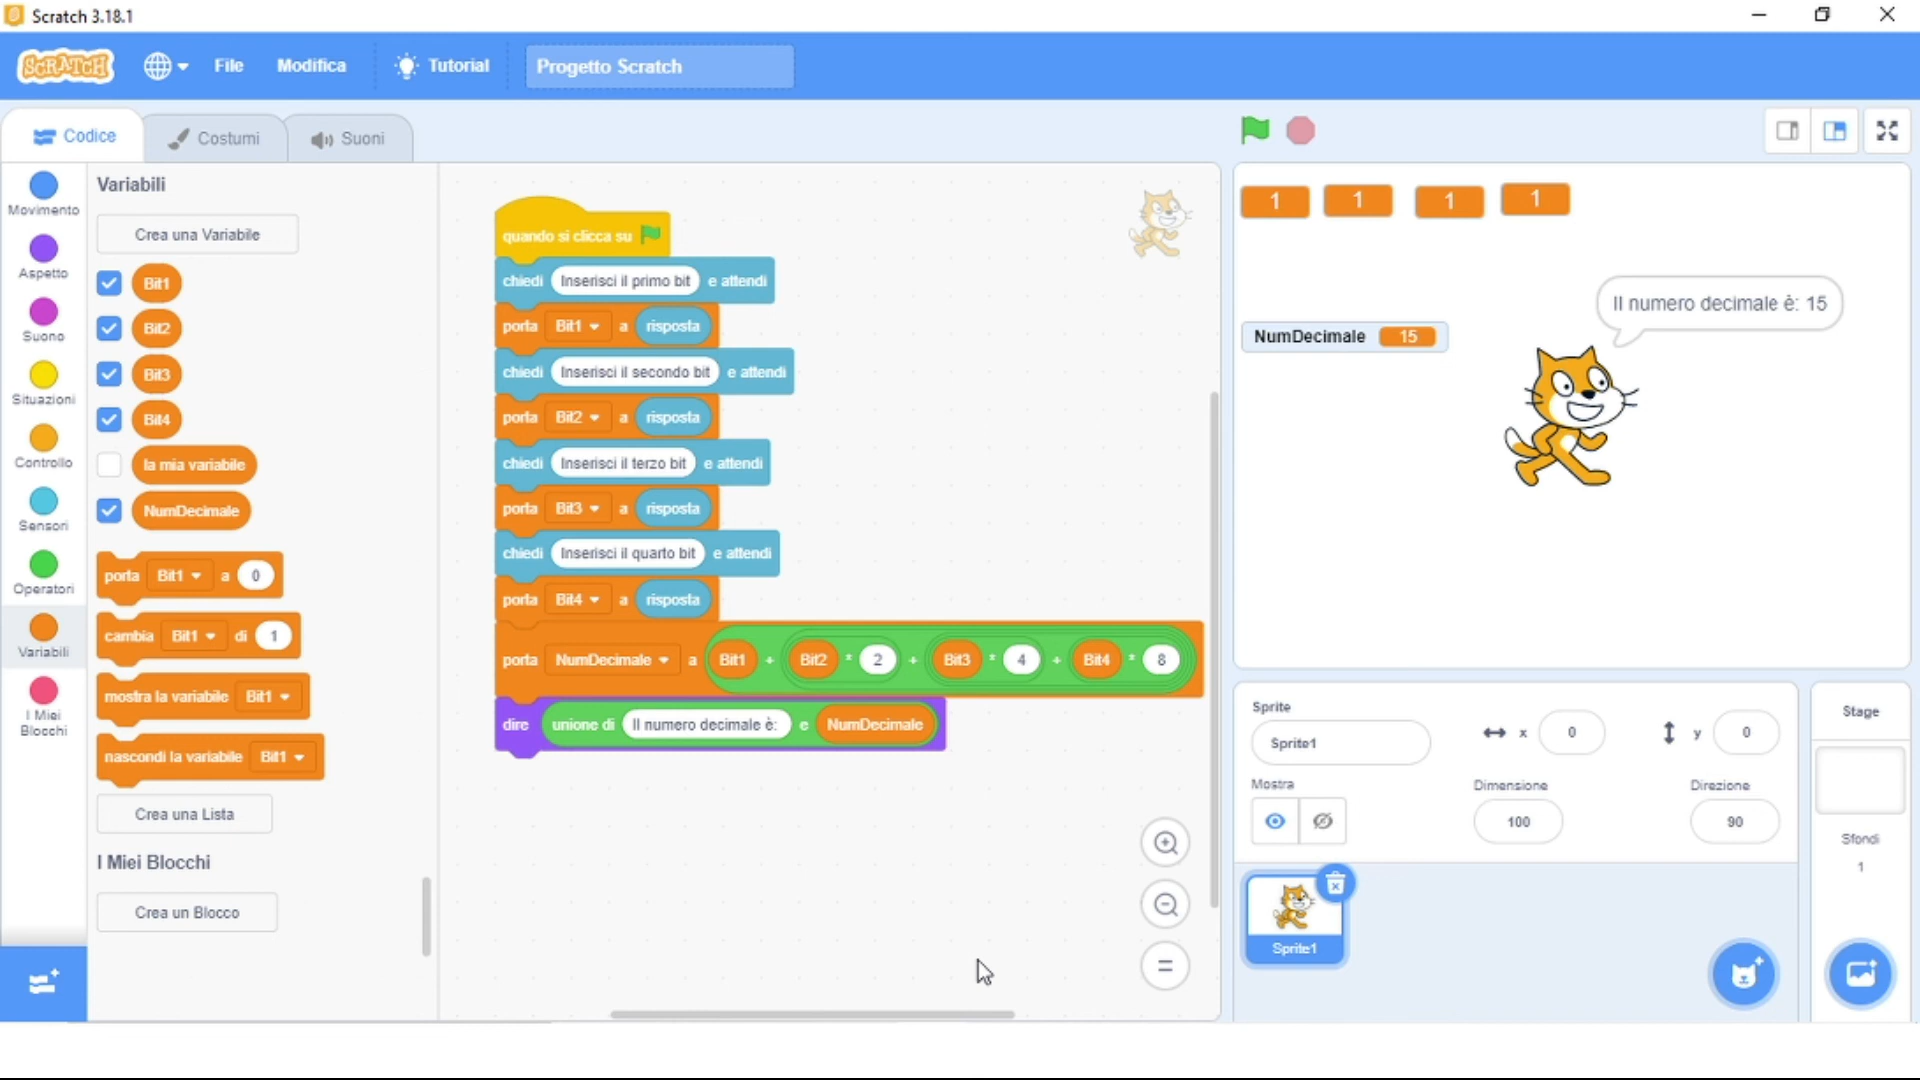 Scratch 3.18.1
SCRATCH File Modifica Tutorial Progetto Scratch
Codice Costumi Suoni
Movimento
Aspetto
Suono
Situazioni
Controllo
Sensori
Operatori
Variabili
I Miei
Blocchi
Variabili
Crea una Variabile
Bit1
Bit2
Bit3
Bit4
la mia variabile
NumDecimale
porta Bit1 a 0
cambia Bit1 di 1
mostra la variabile Bit1
nascondi la variabile Bit1
Crea una Lista
I Miei Blocchi
Crea un Blocco
quando si clicca su
chiedi Inserisci il primo bit e attendi
porta Bit1 a risposta
chiedi Inserisci il secondo bit e attendi
porta Bit2 a risposta
chiedi Inserisci il terzo bit e attendi
porta Bit3 a risposta
chiedi Inserisci il quarto bit e attendi
porta Bit4 a risposta
porta NumDecimale a Bit1 + Bit2 * 2 + Bit3 * 4 + Bit4 * 8
dire unione di Il numero decimale è: e NumDecimale
1 1 1 1
Il numero decimale è: 15
NumDecimale 15
Sprite
Sprite1 x 0 y 0
Mostra Dimensione Direzione
100 90
Sprite1
Stage
Sfondi
1